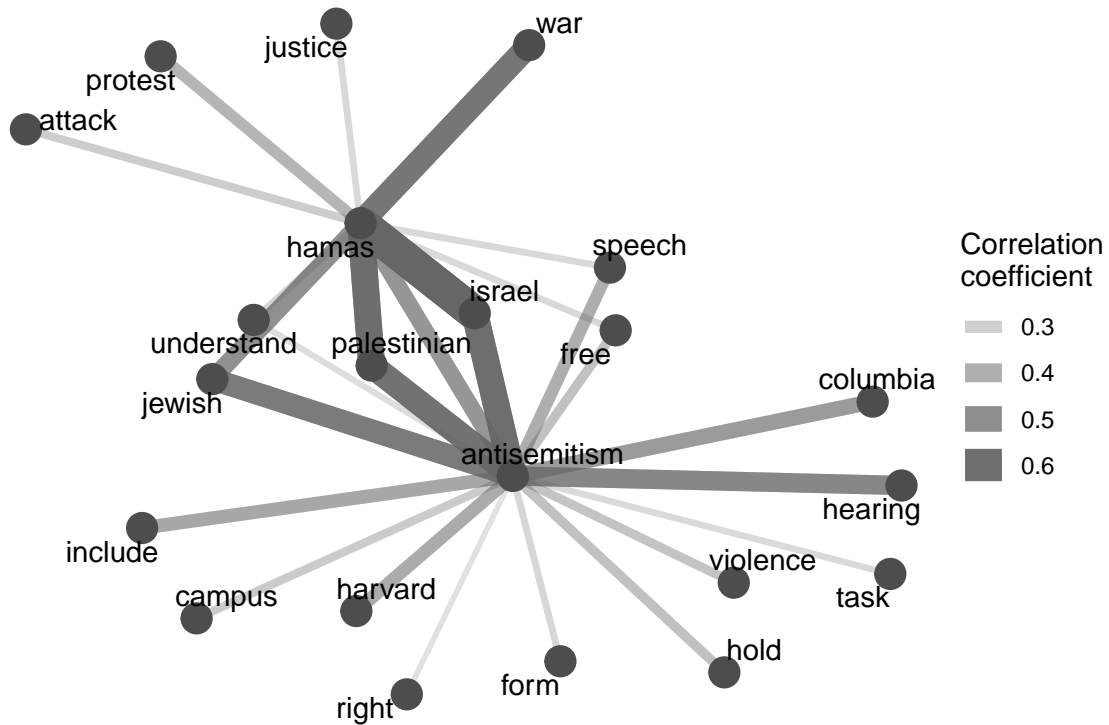 war
justice
protest
attack
hamas
speech
israel
understand
palestinian
free
jewish
columbia
antisemitism
hearing
include
violence
campus
harvard
task
hold
form
right
Correlation
coefficient
0.3
0.4
0.5
0.6